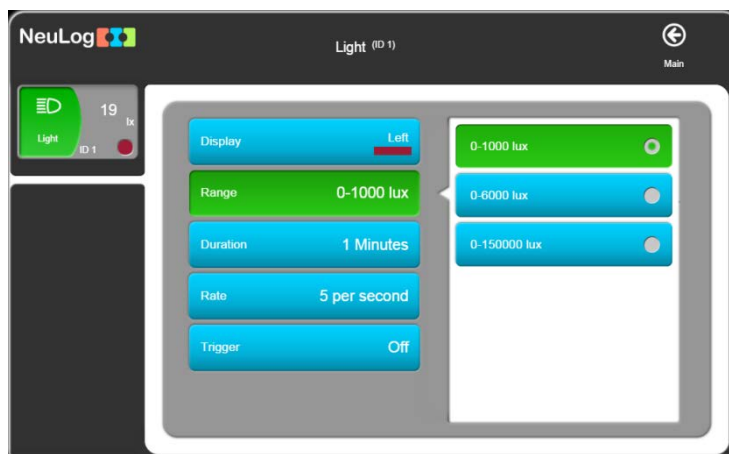 NeuLog
Light (ID 1)
Main
19
lx
Light
ID 1
Display Left
Range 0-1000 lux
Duration 1 Minutes
Rate 5 per second
Trigger Off
0-1000 lux
0-6000 lux
0-150000 lux